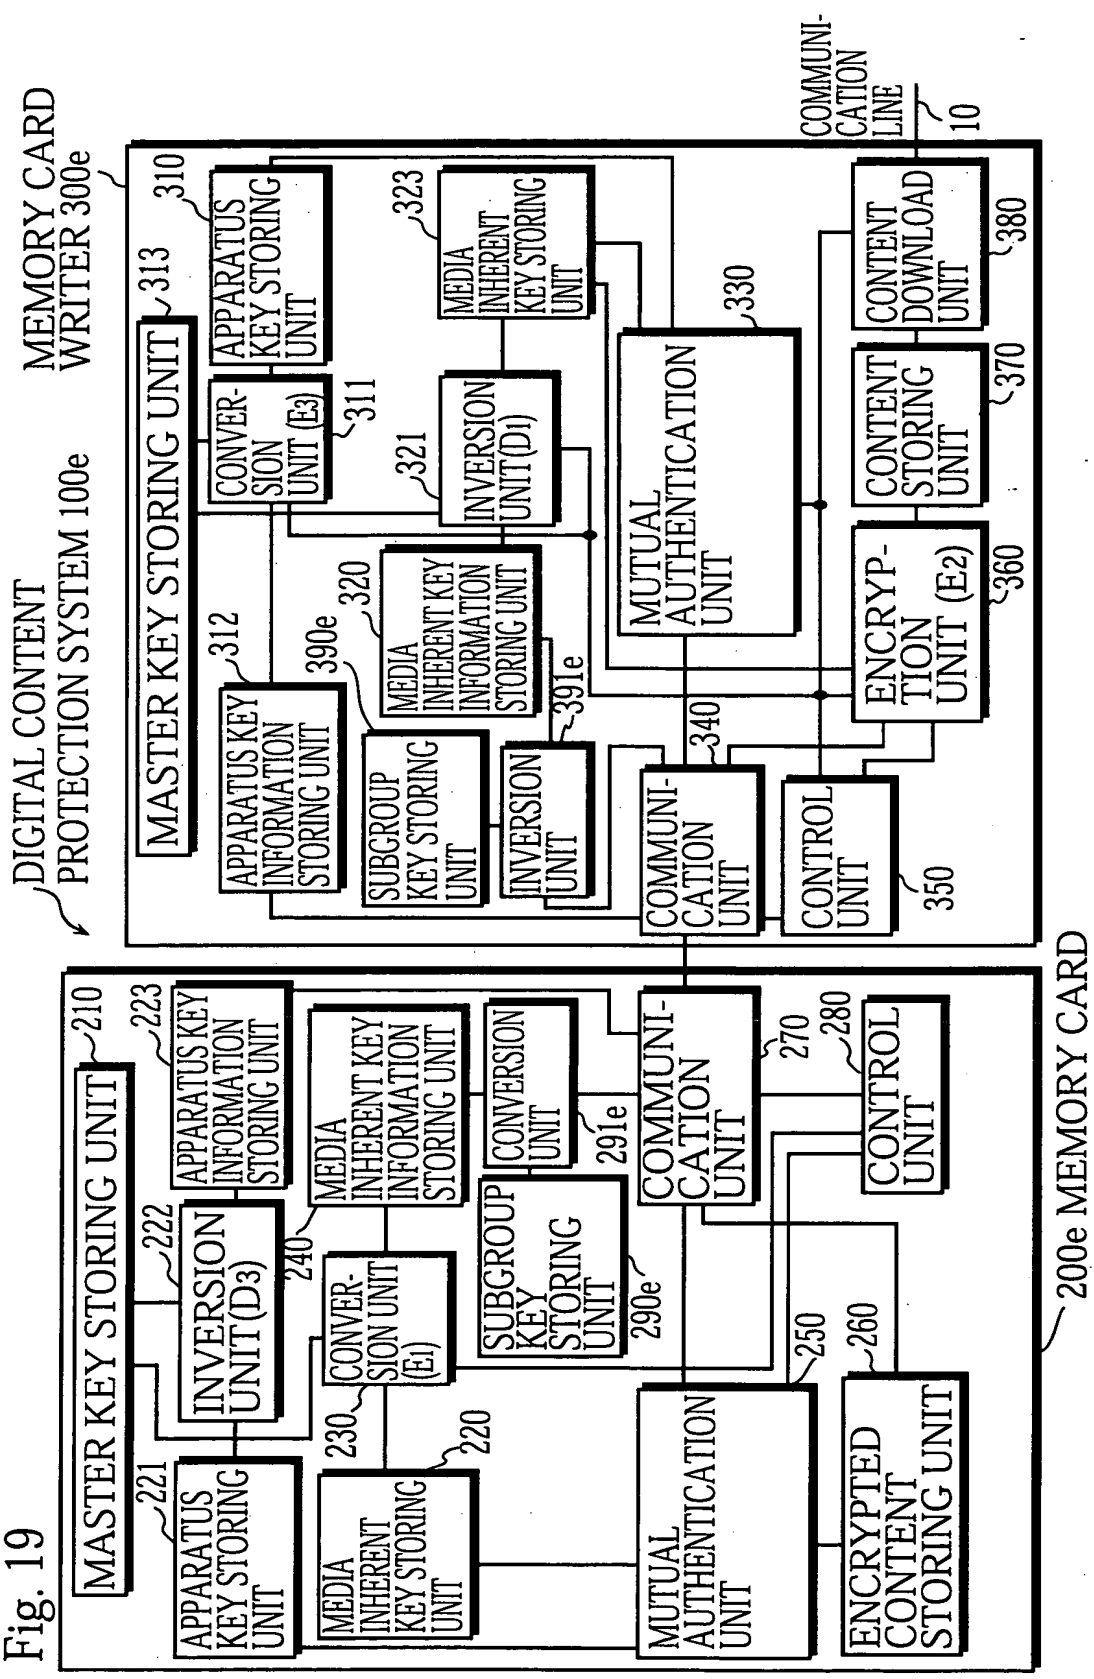 Fig. 19
DIGITAL CONTENT
PROTECTION SYSTEM 100e
MEMORY CARD
WRITER 300e
210
MASTER KEY STORING UNIT
221
APPARATUS
KEY STORING
UNIT
222
INVERSION
UNIT(D3)
223
APPARATUS KEY
INFORMATION
STORING UNIT
240
MEDIA
INHERENT KEY
INFORMATION
STORING UNIT
230
CONVER-
SION UNIT
(E1)
220
MEDIA
INHERENT
KEY STORING
UNIT
CONVERSION
UNIT
291e
SUBGROUP
KEY
STORING
UNIT
290e
COMMUNI-
CATION
UNIT
270
MUTUAL
AUTHENTICATION
UNIT
250
280
CONTROL
UNIT
260
ENCRYPTED
CONTENT
STORING UNIT
200e MEMORY CARD
313
MASTER KEY STORING UNIT
312
APPARATUS KEY
INFORMATION
STORING UNIT
CONVER-
SION
UNIT (E3)
311
310
APPARATUS
KEY STORING
UNIT
390e
SUBGROUP
KEY STORING
UNIT
320
MEDIA
INHERENT KEY
INFORMATION
STORING UNIT
321
INVERSION
UNIT(D1)
323
MEDIA
INHERENT
KEY STORING
UNIT
INVERSION
UNIT
391e
MUTUAL
AUTHENTICATION
UNIT
330
COMMUNI-
CATION
UNIT
340
CONTROL
UNIT
350
ENCRYP-
TION
UNIT (E2)
360
CONTENT
STORING
UNIT
370
CONTENT
DOWNLOAD
UNIT
380
COMMUNI-
CATION
LINE
10